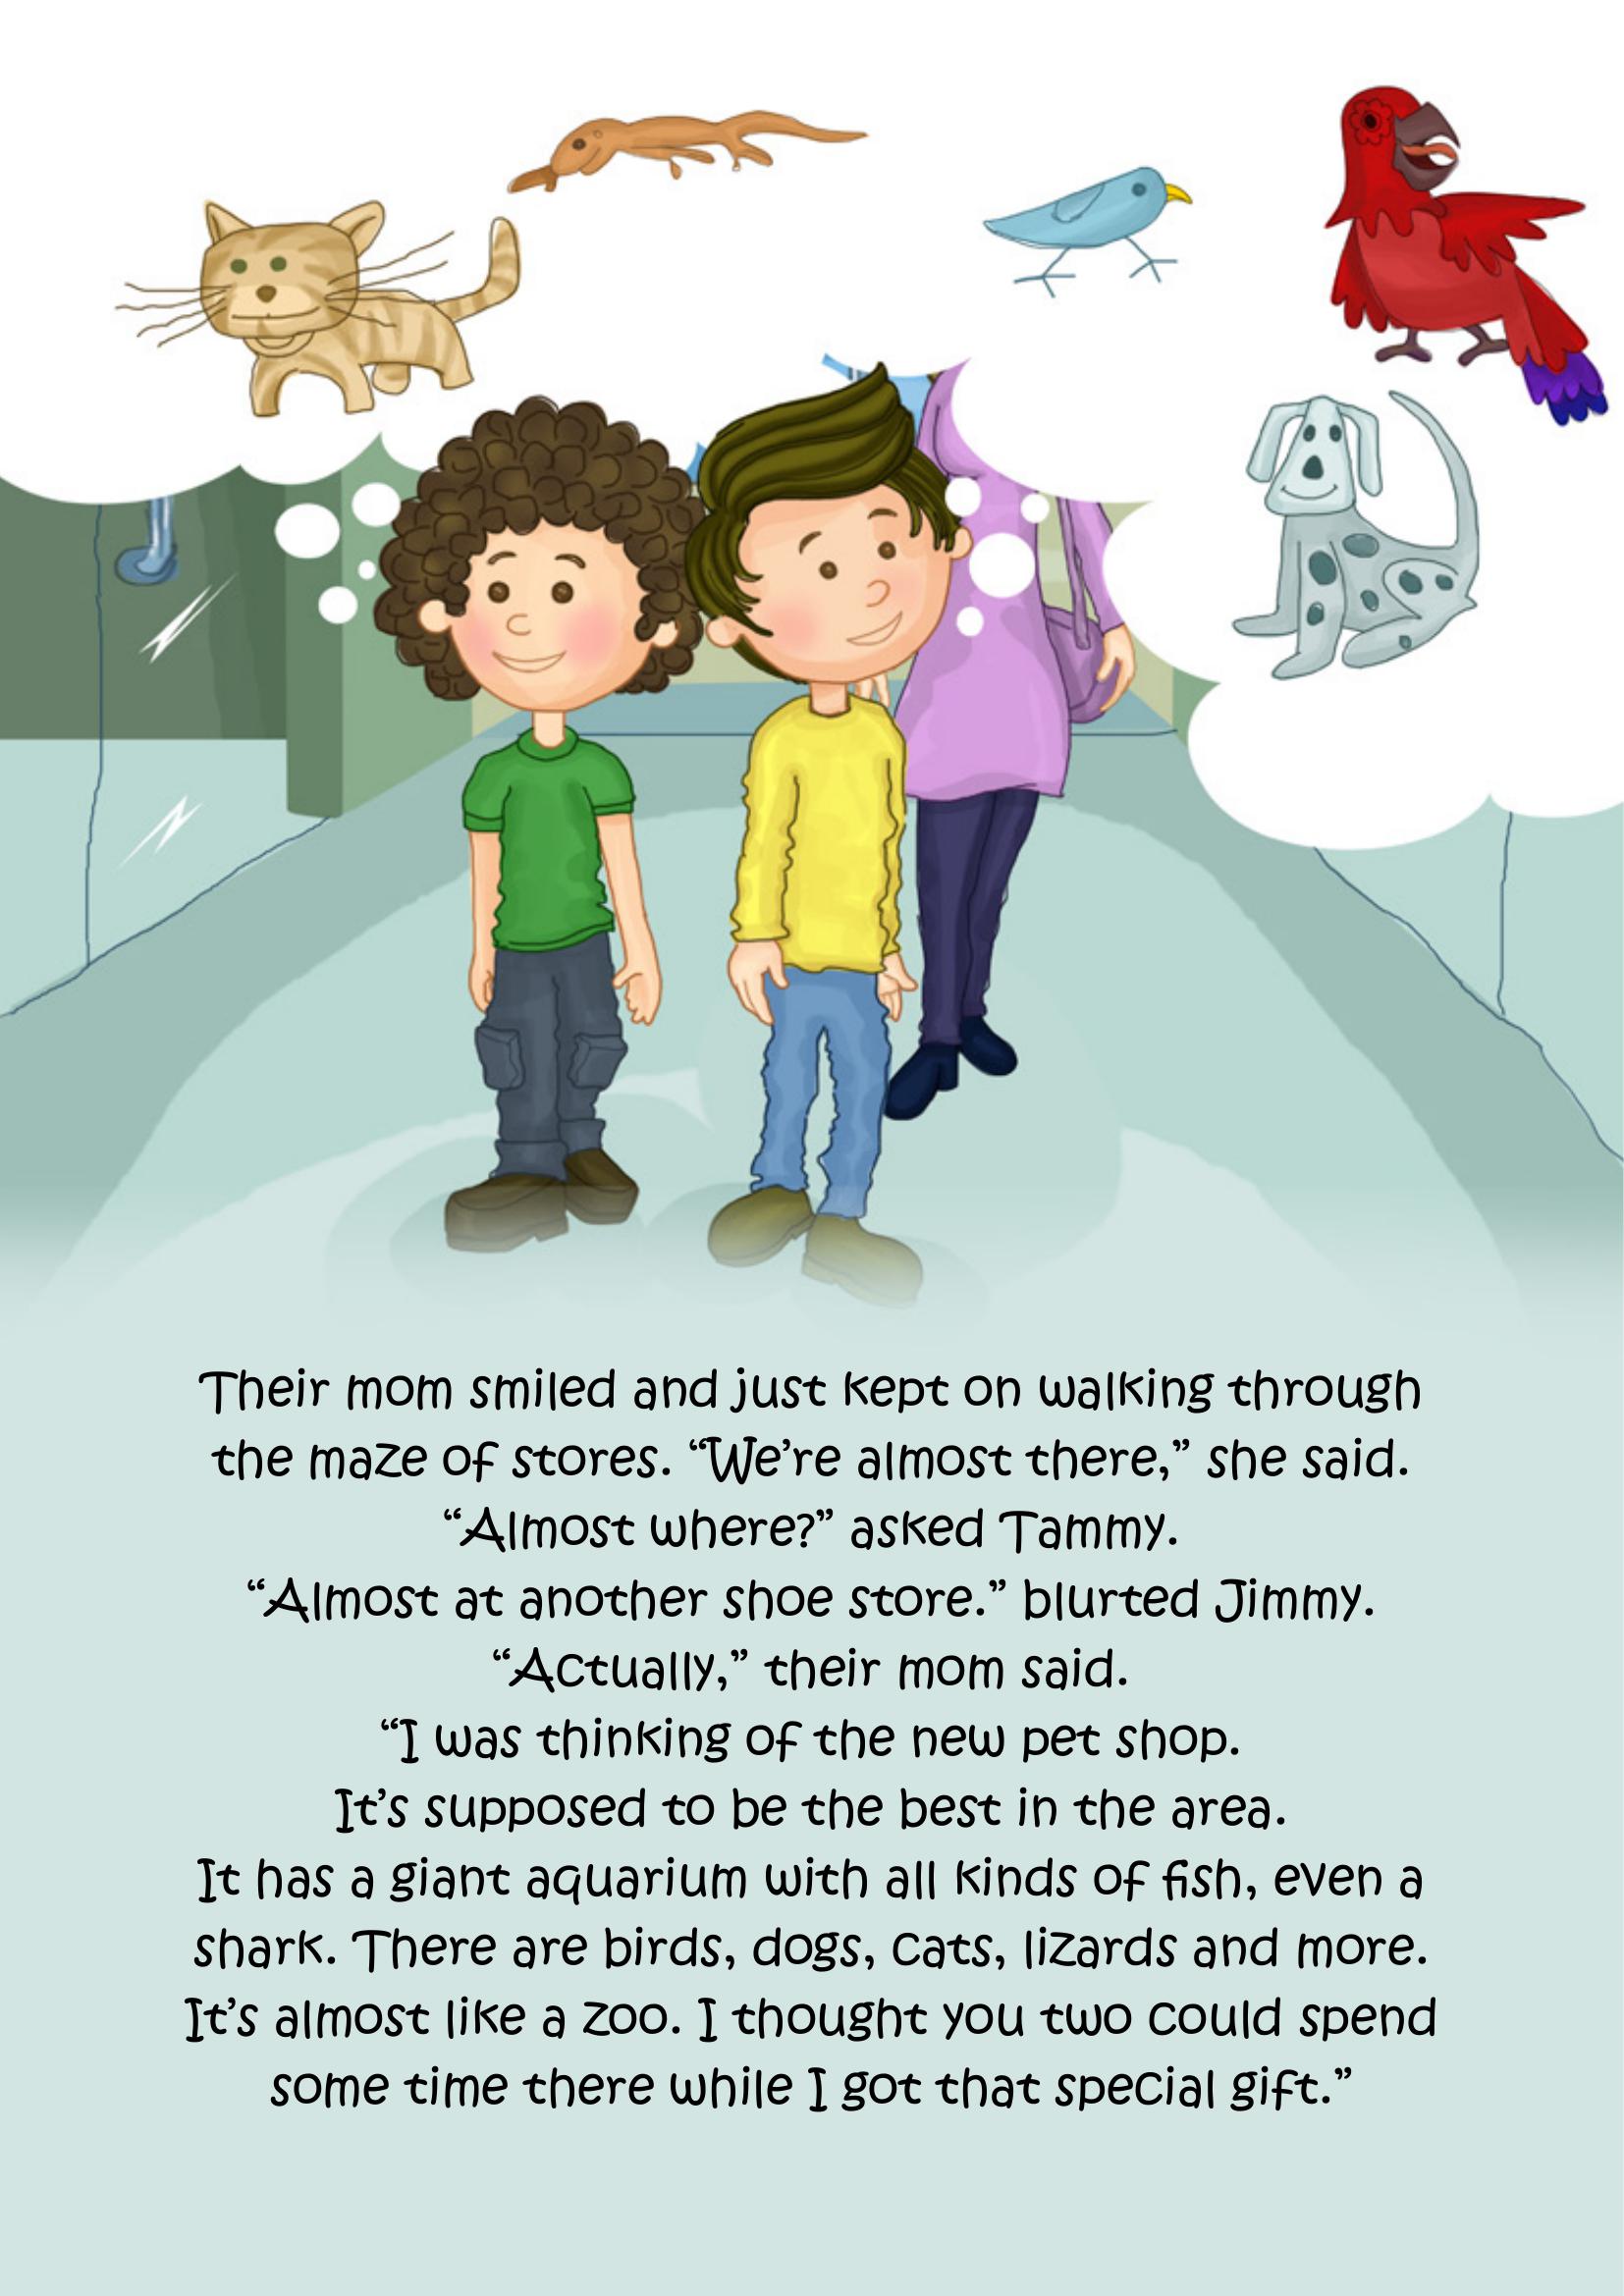 Their mom smiled and just kept on walking through
the maze of stores. “We’re almost there,” she said.
“Almost where?” asked Tammy.
“Almost at another shoe store.” blurted Jimmy.
“Actually,” their mom said.
“I was thinking of the new pet shop.
It’s supposed to be the best in the area.
It has a giant aquarium with all kinds of fish, even a
shark. There are birds, dogs, cats, lizards and more.
It’s almost like a zoo. I thought you two could spend
some time there while I got that special gift.”